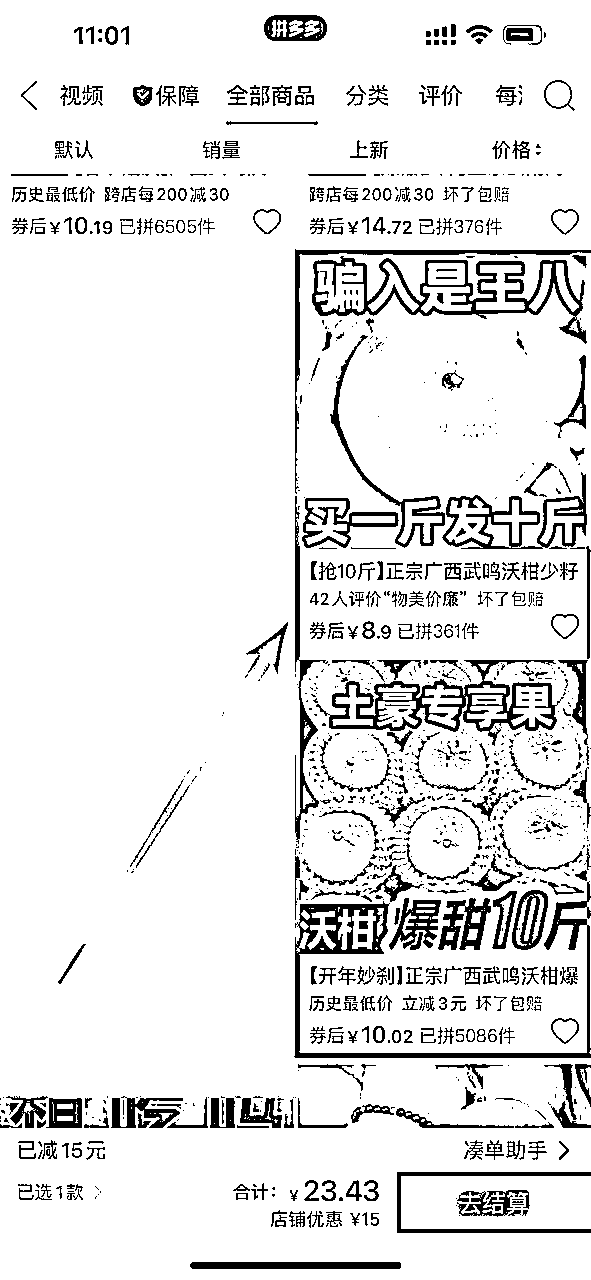 11:01
拼多多
视频 保障 全部商品 分类 评价
默认 销量 上新 价格
历史最低价 跨店每200减30
券后¥10.19 已拼6505件
跨店每200减30 坏了包赔
券后¥14.72 已拼376件
骗人是王八
买一斤发十斤
【抢10斤】正宗广西武鸣沃柑少籽
42人评价“物美价廉” 坏了包赔
券后¥8.9 已拼361件
土豪专享果
沃柑 爆甜10斤
【开年妙刹】正宗广西武鸣沃柑爆
历史最低价 立减3元 坏了包赔
券后¥10.02 已拼5086件
已减15元
凑单助手
已选1款
合计：¥23.43
店铺优惠 ¥15
去结算